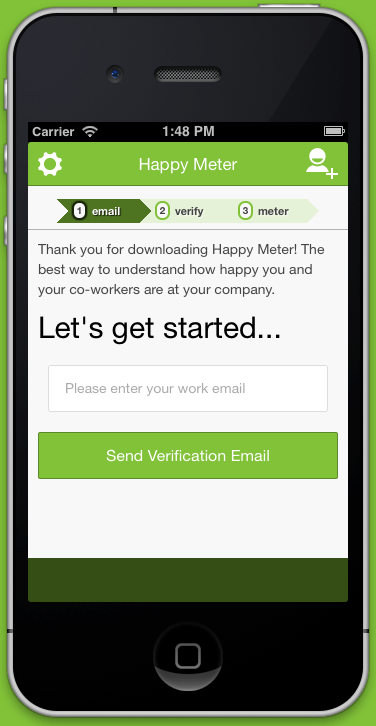 Carrier 1:48 PM
Happy Meter
1 email 2 verify 3 meter
Thank you for downloading Happy Meter! The
best way to understand how happy you and
your co-workers are at your company.
Let's get started...
Please enter your work email
Send Verification Email